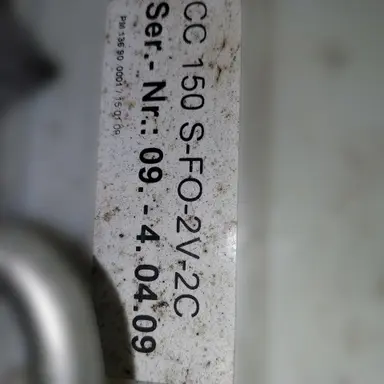 CC 150 S-FO-2V-2C
Ser.- Nr.: 09. - 4. 04.09